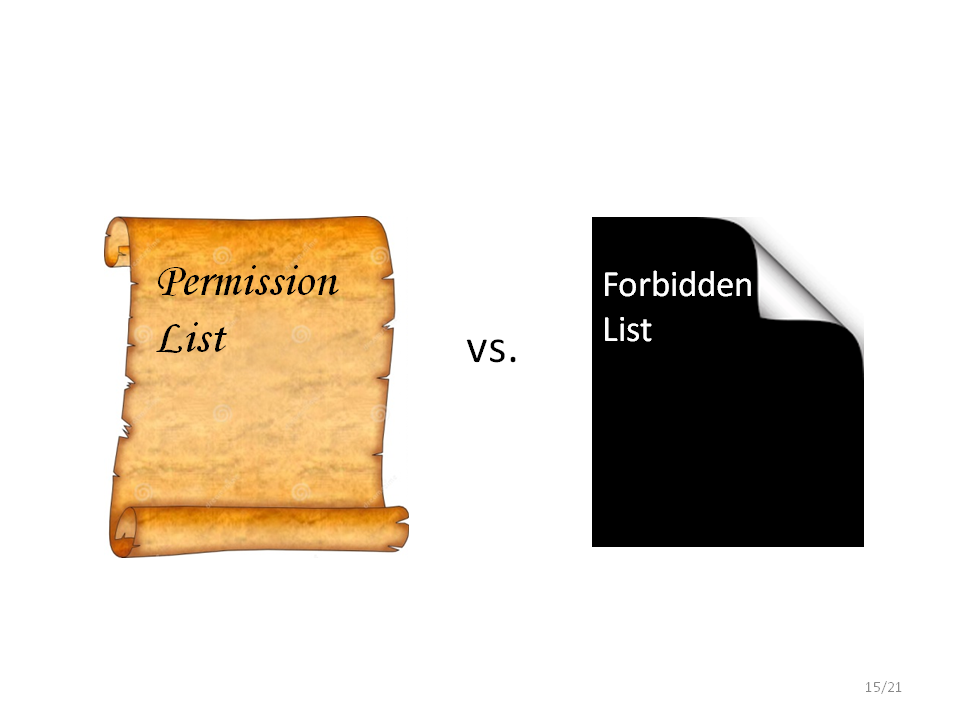 Permission
List
vs.
Forbidden
List
15/21